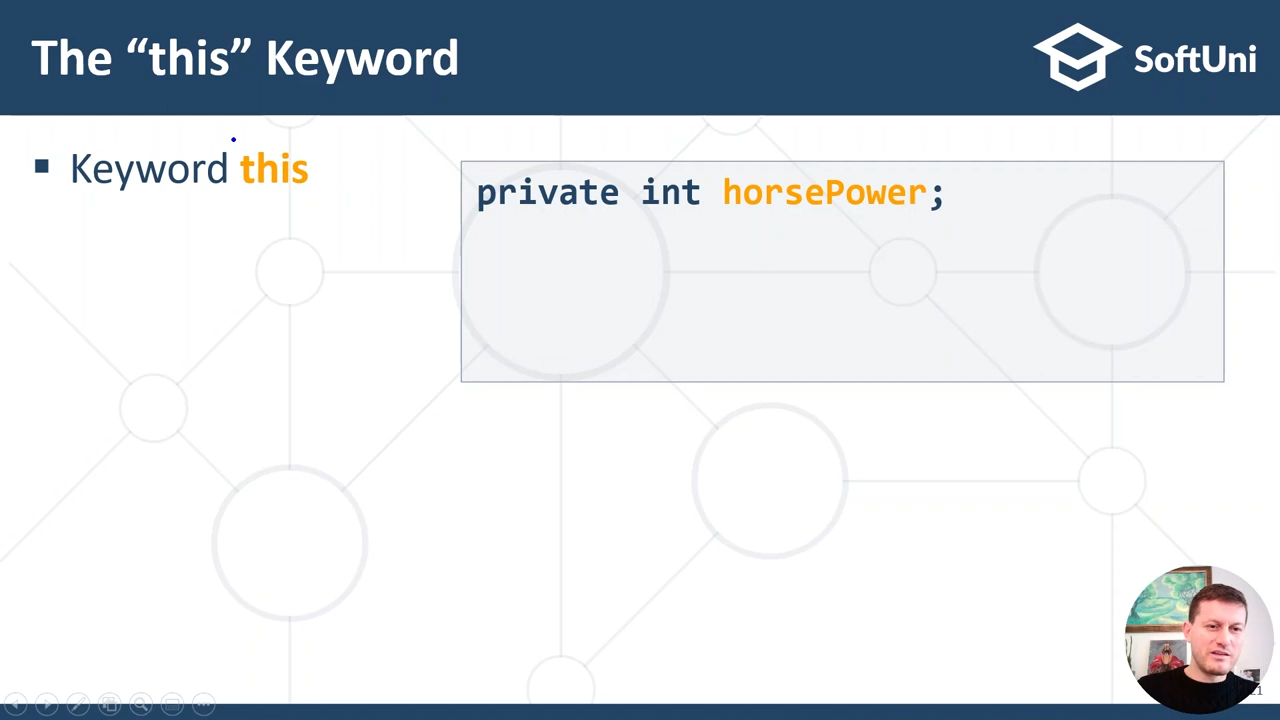 The “this” Keyword
SoftUni
▪ Keyword this
private int horsePower;